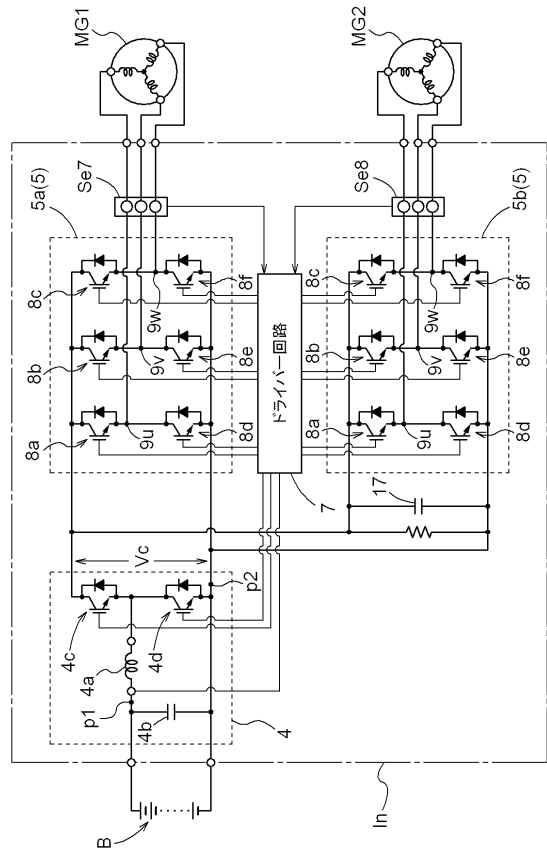 MG1
MG2
Se7
Se8
5a(5)
5b(5)
8a
8b
8c
9u
9v
9w
8d
8e
8f
ドライバー回路
7
8a
8b
8c
9u
9v
9w
8d
8e
8f
17
Vc
p2
4c
4d
4a
p1
4b
4
B
In